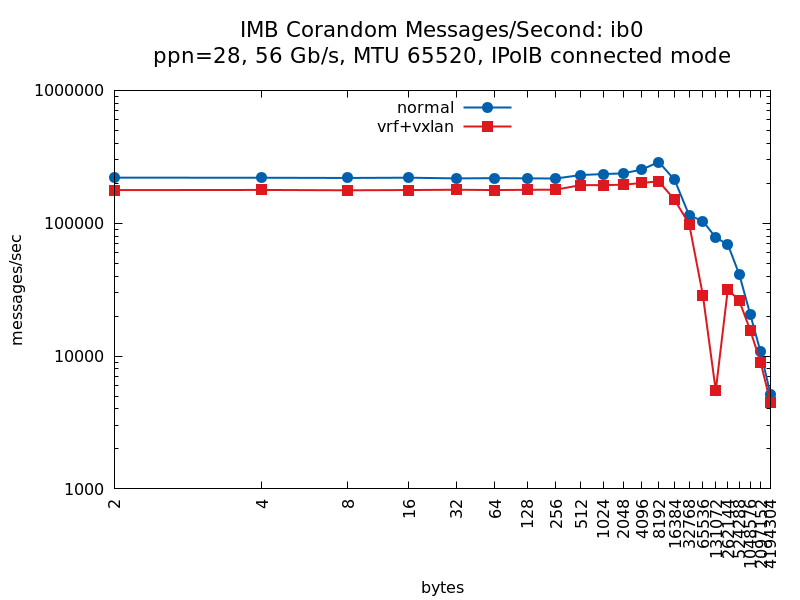 IMB Corandom Messages/Second: ib0
ppn=28, 56 Gb/s, MTU 65520, IPoIB connected mode
normal
vrf+vxlan
1000000
100000
10000
1000
messages/sec
2 4 8 16 32 64 128 256 512 1024 2048 4096 8192 16384 32768 65536 131072 262144 524288 1048576 2097152 4194304
bytes